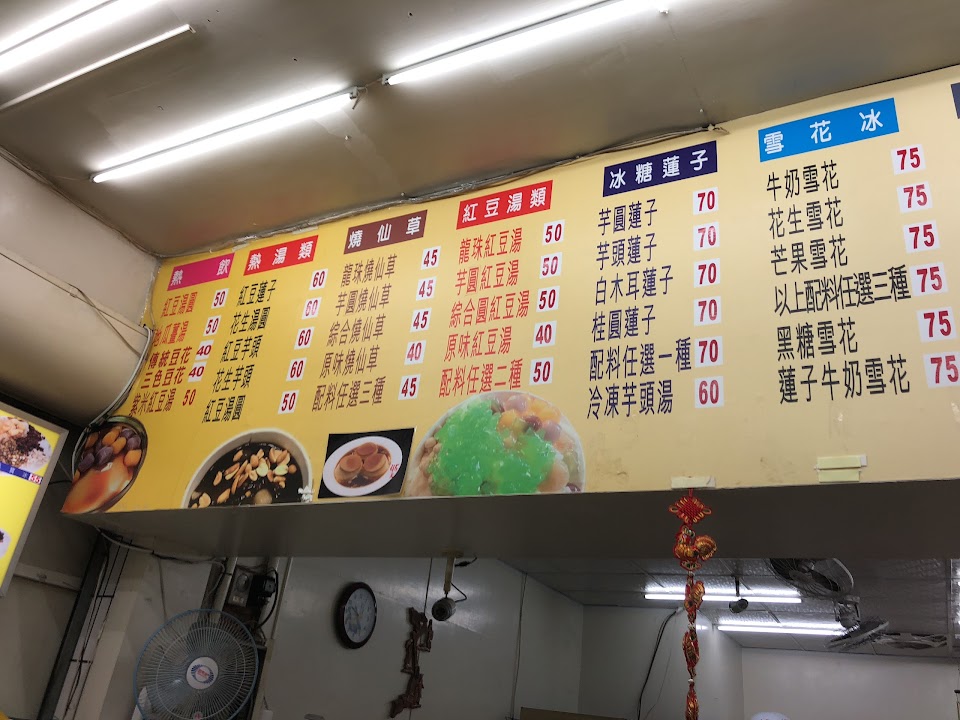 熱飲
紅豆湯圓 50
地瓜薑湯 50
傳統豆花 40
三色豆花 40
紫米紅豆湯 50
熱湯類
紅豆蓮子 60
花生湯圓 60
紅豆芋頭 60
花生芋頭 60
紅豆湯圓 50
燒仙草
龍珠燒仙草 45
芋圓燒仙草 45
綜合燒仙草 45
原味燒仙草 40
配料任選三種 45
紅豆湯類
龍珠紅豆湯 50
芋圓紅豆湯 50
綜合圓紅豆湯 50
原味紅豆湯 40
配料任選二種 50
冰糖蓮子
芋圓蓮子 70
芋頭蓮子 70
白木耳蓮子 70
桂圓蓮子 70
配料任選一種 70
冷凍芋頭湯 60
雪花冰
牛奶雪花 75
花生雪花 75
芒果雪花 75
以上配料任選三種 75
黑糖雪花 75
蓮子牛奶雪花 75